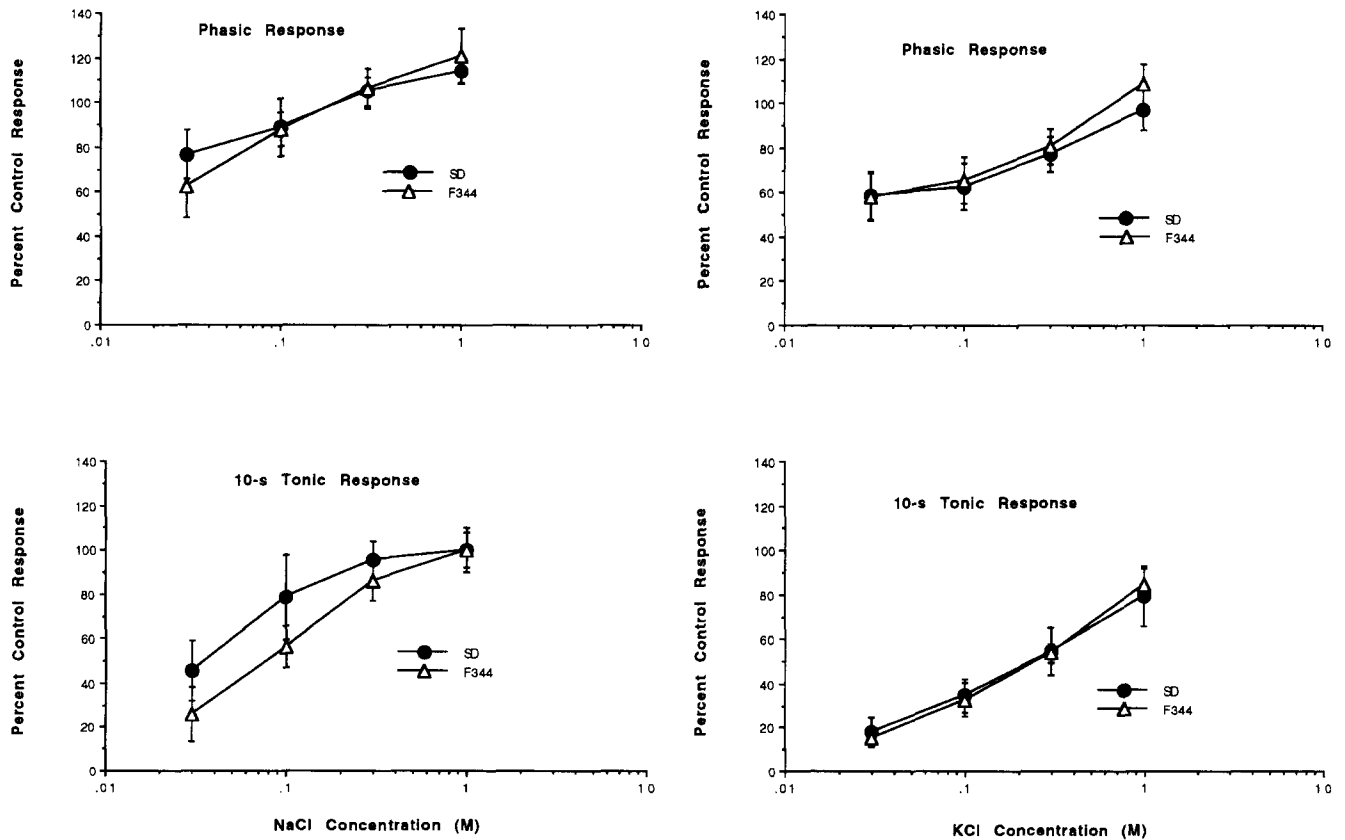 Phasic Response
Percent Control Response
140
120
100
80
60
40
20
0
.01
.1
1
10
SD
F344
Phasic Response
Percent Control Response
140
120
100
80
60
40
20
0
.01
.1
1
10
SD
F344
10-s Tonic Response
Percent Control Response
140
120
100
80
60
40
20
0
.01
.1
1
10
SD
F344
NaCl Concentration (M)
10-s Tonic Response
Percent Control Response
140
120
100
80
60
40
20
0
.01
.1
1
10
SD
F344
KCl Concentration (M)